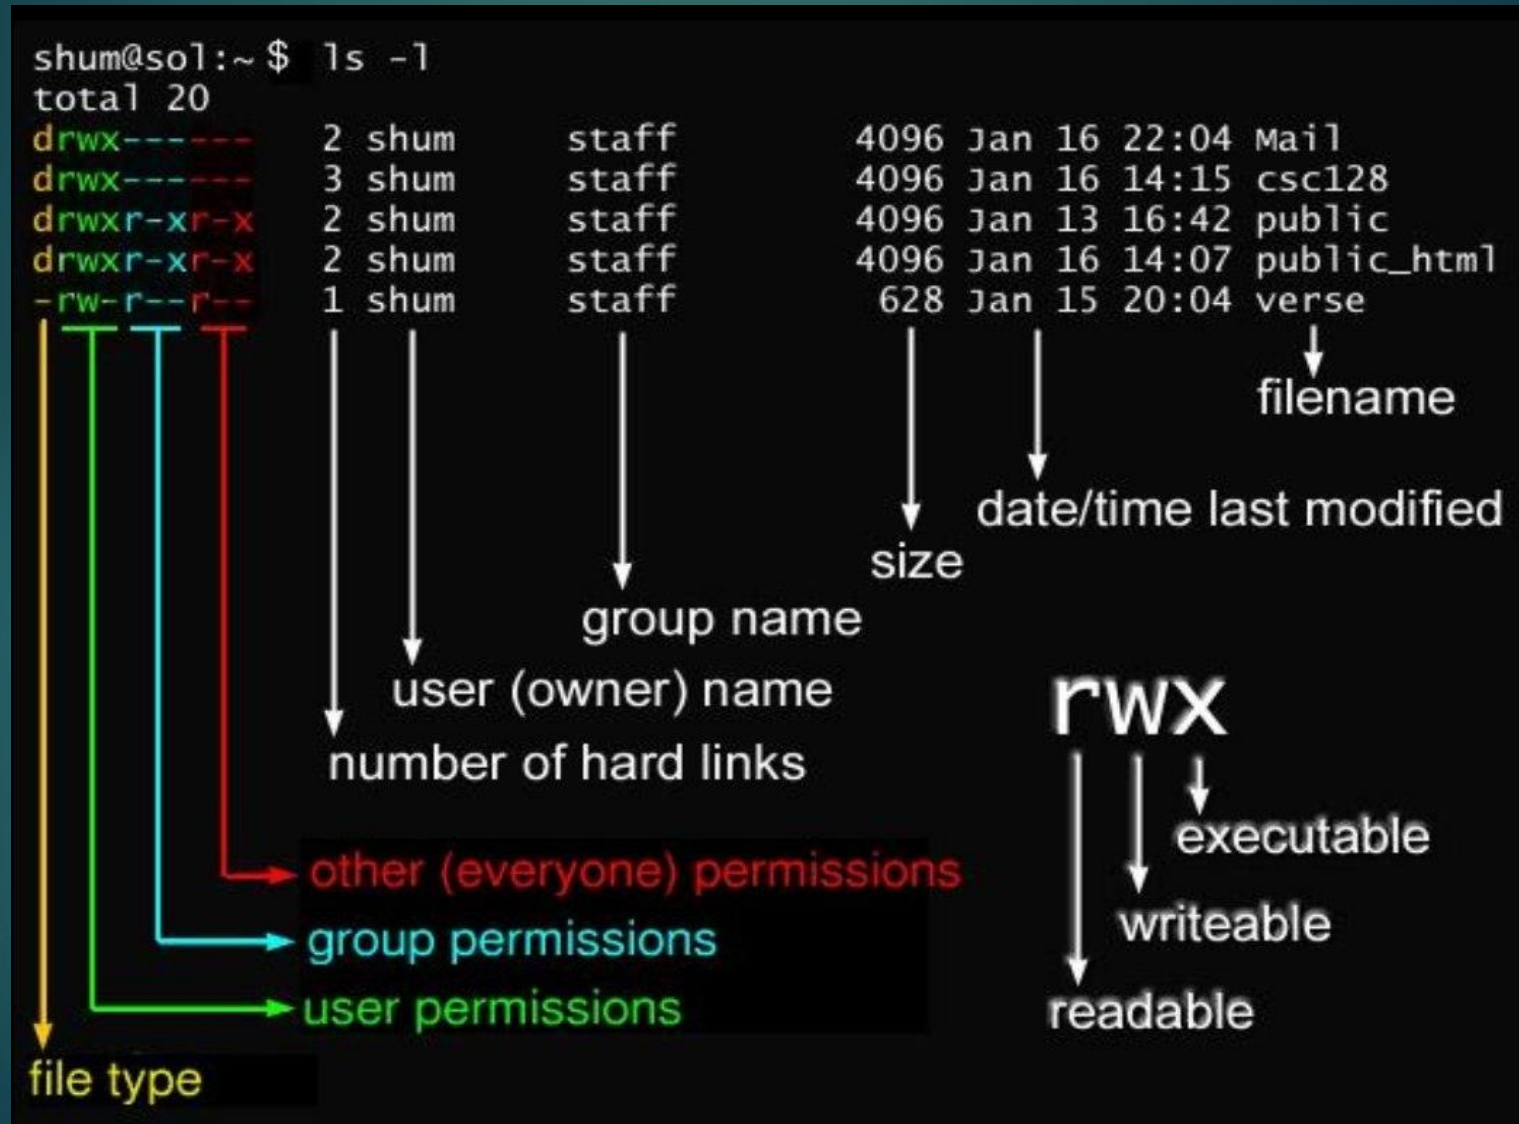 shum@sol:~$ ls -l
total 20
drwx------ 2 shum staff 4096 Jan 16 22:04 Mail
drwx------ 3 shum staff 4096 Jan 16 14:15 csc128
drwxr-xr-x 2 shum staff 4096 Jan 13 16:42 public
drwxr-xr-x 2 shum staff 4096 Jan 16 14:07 public_html
-rw-r--r-- 1 shum staff 628 Jan 15 20:04 verse
filename
date/time last modified
size
group name
user (owner) name
number of hard links
other (everyone) permissions
group permissions
user permissions
file type
rwx
executable
writeable
readable